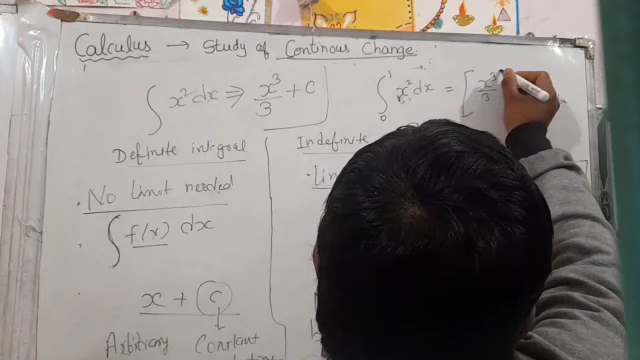 Calculus → Study of Continous Change
∫ x² dx ⇒ x³/3 + C
∫₀¹ x² dx = [ x³/3
Definite integral
Indefinite
· No limit needed
∫ f(x) dx
x + C
Arbitrary Constant